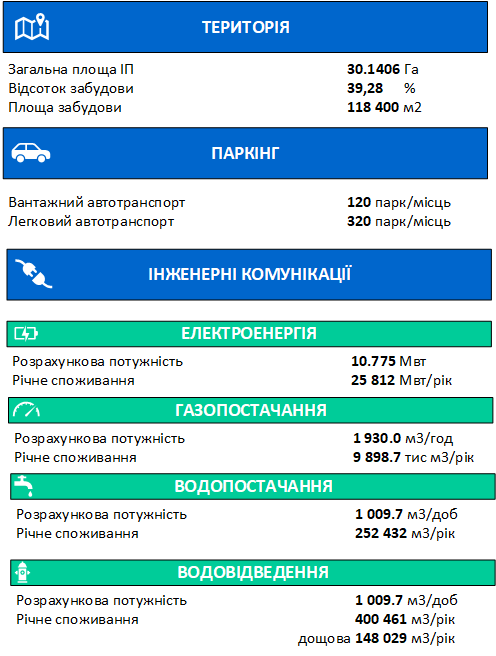 ТЕРИТОРІЯ
Загальна площа ІП 30.1406 Га
Відсоток забудови 39,28 %
Площа забудови 118 400 м2
ПАРКІНГ
Вантажний автотранспорт 120 парк/місць
Легковий автотранспорт 320 парк/місць
ІНЖЕНЕРНІ КОМУНІКАЦІЇ
ЕЛЕКТРОЕНЕРГІЯ
Розрахункова потужність 10.775 Мвт
Річне споживання 25 812 Мвт/рік
ГАЗОПОСТАЧАННЯ
Розрахункова потужність 1 930.0 м3/год
Річне споживання 9 898.7 тис м3/рік
ВОДОПОСТАЧАННЯ
Розрахункова потужність 1 009.7 м3/доб
Річне споживання 252 432 м3/рік
ВОДОВІДВЕДЕННЯ
Розрахункова потужність 1 009.7 м3/доб
Річне споживання 400 461 м3/рік
дощова 148 029 м3/рік